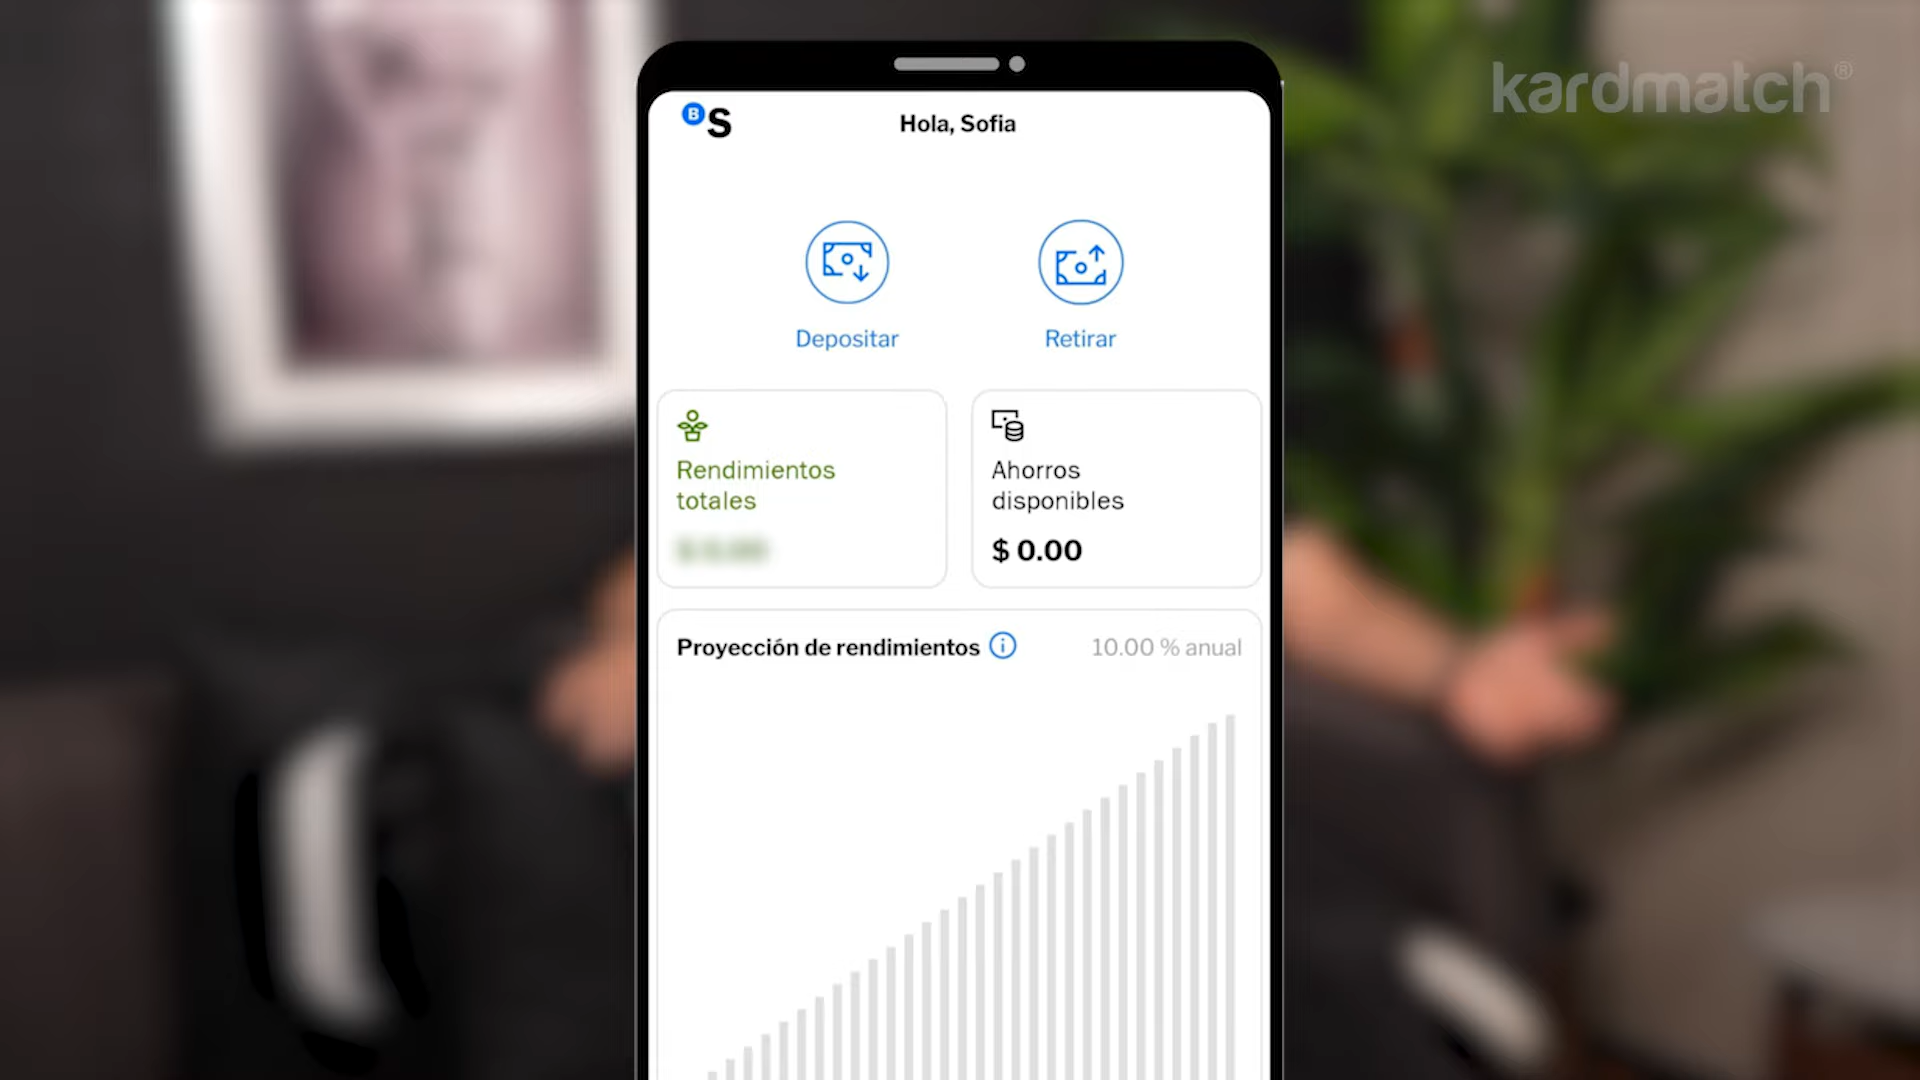 kardmatch®
B S
Hola, Sofia
Depositar
Retirar
Rendimientos
totales
Ahorros
disponibles
$ 0.00
Proyección de rendimientos
10.00 % anual